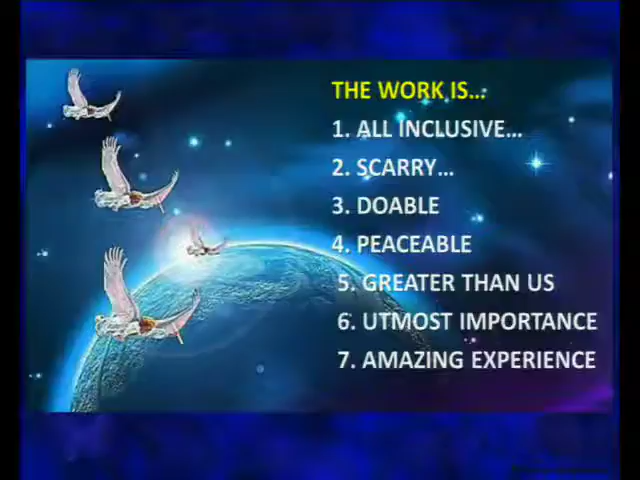 THE WORK IS...
1. ALL INCLUSIVE...
2. SCARRY...
3. DOABLE
4. PEACEABLE
5. GREATER THAN US
6. UTMOST IMPORTANCE
7. AMAZING EXPERIENCE